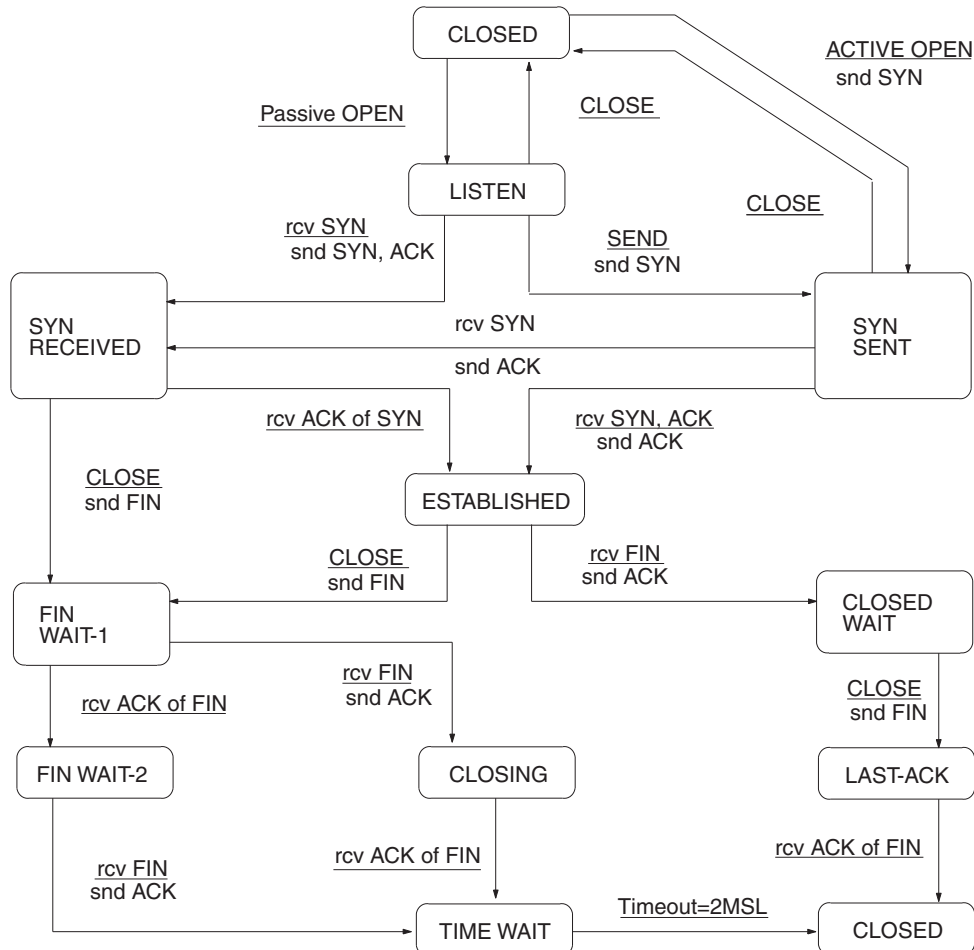 CLOSED
ACTIVE OPEN
snd SYN
Passive OPEN
CLOSE
LISTEN
CLOSE
rcv SYN
snd SYN, ACK
SEND
snd SYN
SYN
RECEIVED
rcv SYN
snd ACK
SYN
SENT
rcv ACK of SYN
rcv SYN, ACK
snd ACK
CLOSE
snd FIN
ESTABLISHED
CLOSE
snd FIN
rcv FIN
snd ACK
FIN
WAIT-1
CLOSED
WAIT
rcv ACK of FIN
rcv FIN
snd ACK
CLOSE
snd FIN
FIN WAIT-2
CLOSING
LAST-ACK
rcv FIN
snd ACK
rcv ACK of FIN
rcv ACK of FIN
TIME WAIT
Timeout=2MSL
CLOSED